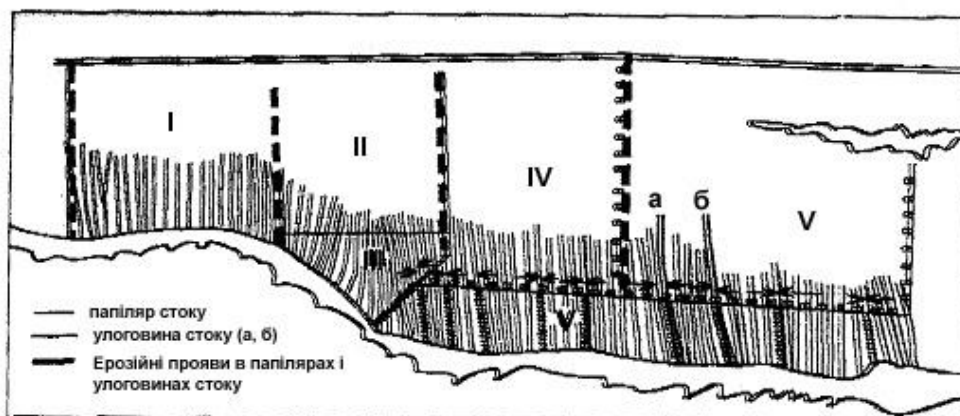 I
II
IV
а б
V
III
V
папіляр стоку
улоговина стоку (а, б)
Ерозійні прояви в папілярах і
улоговинах стоку